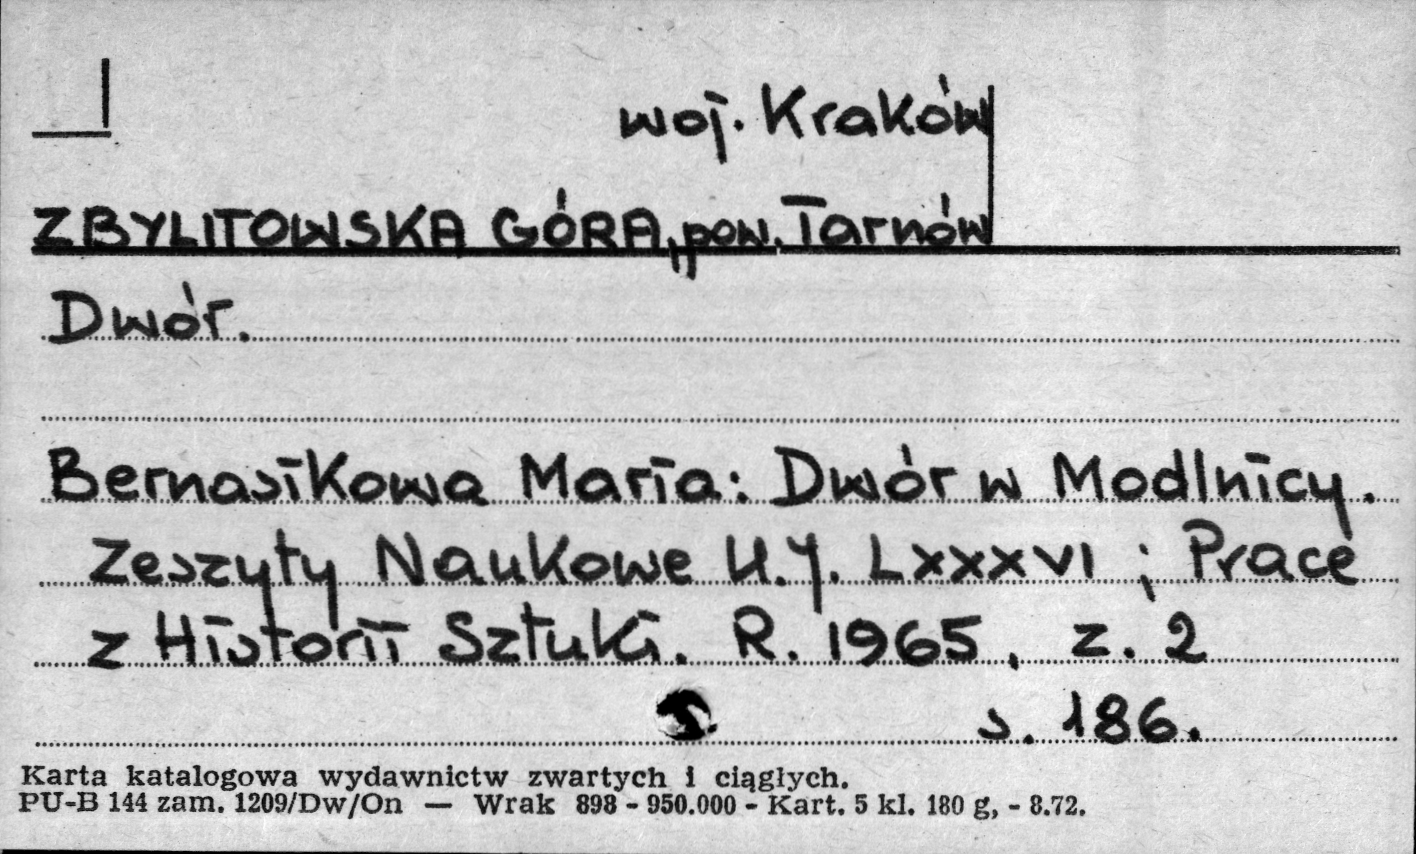 woj. Kraków
ZBYLITOWSKA GÓRA, pow. Tarnów
Dwór.
Bernasikowa Maria: Dwór w Modlnicy.
Zeszyty Naukowe U.J. LXXXVI ; Prace
z Historii Sztuki. R. 1965, z. 2
s. 186.
Karta katalogowa wydawnictw zwartych i ciągłych.
PU-B 144 zam. 1209/Dw/On — Wrak 898 - 950.000 - Kart. 5 kl. 180 g, - 8.72.